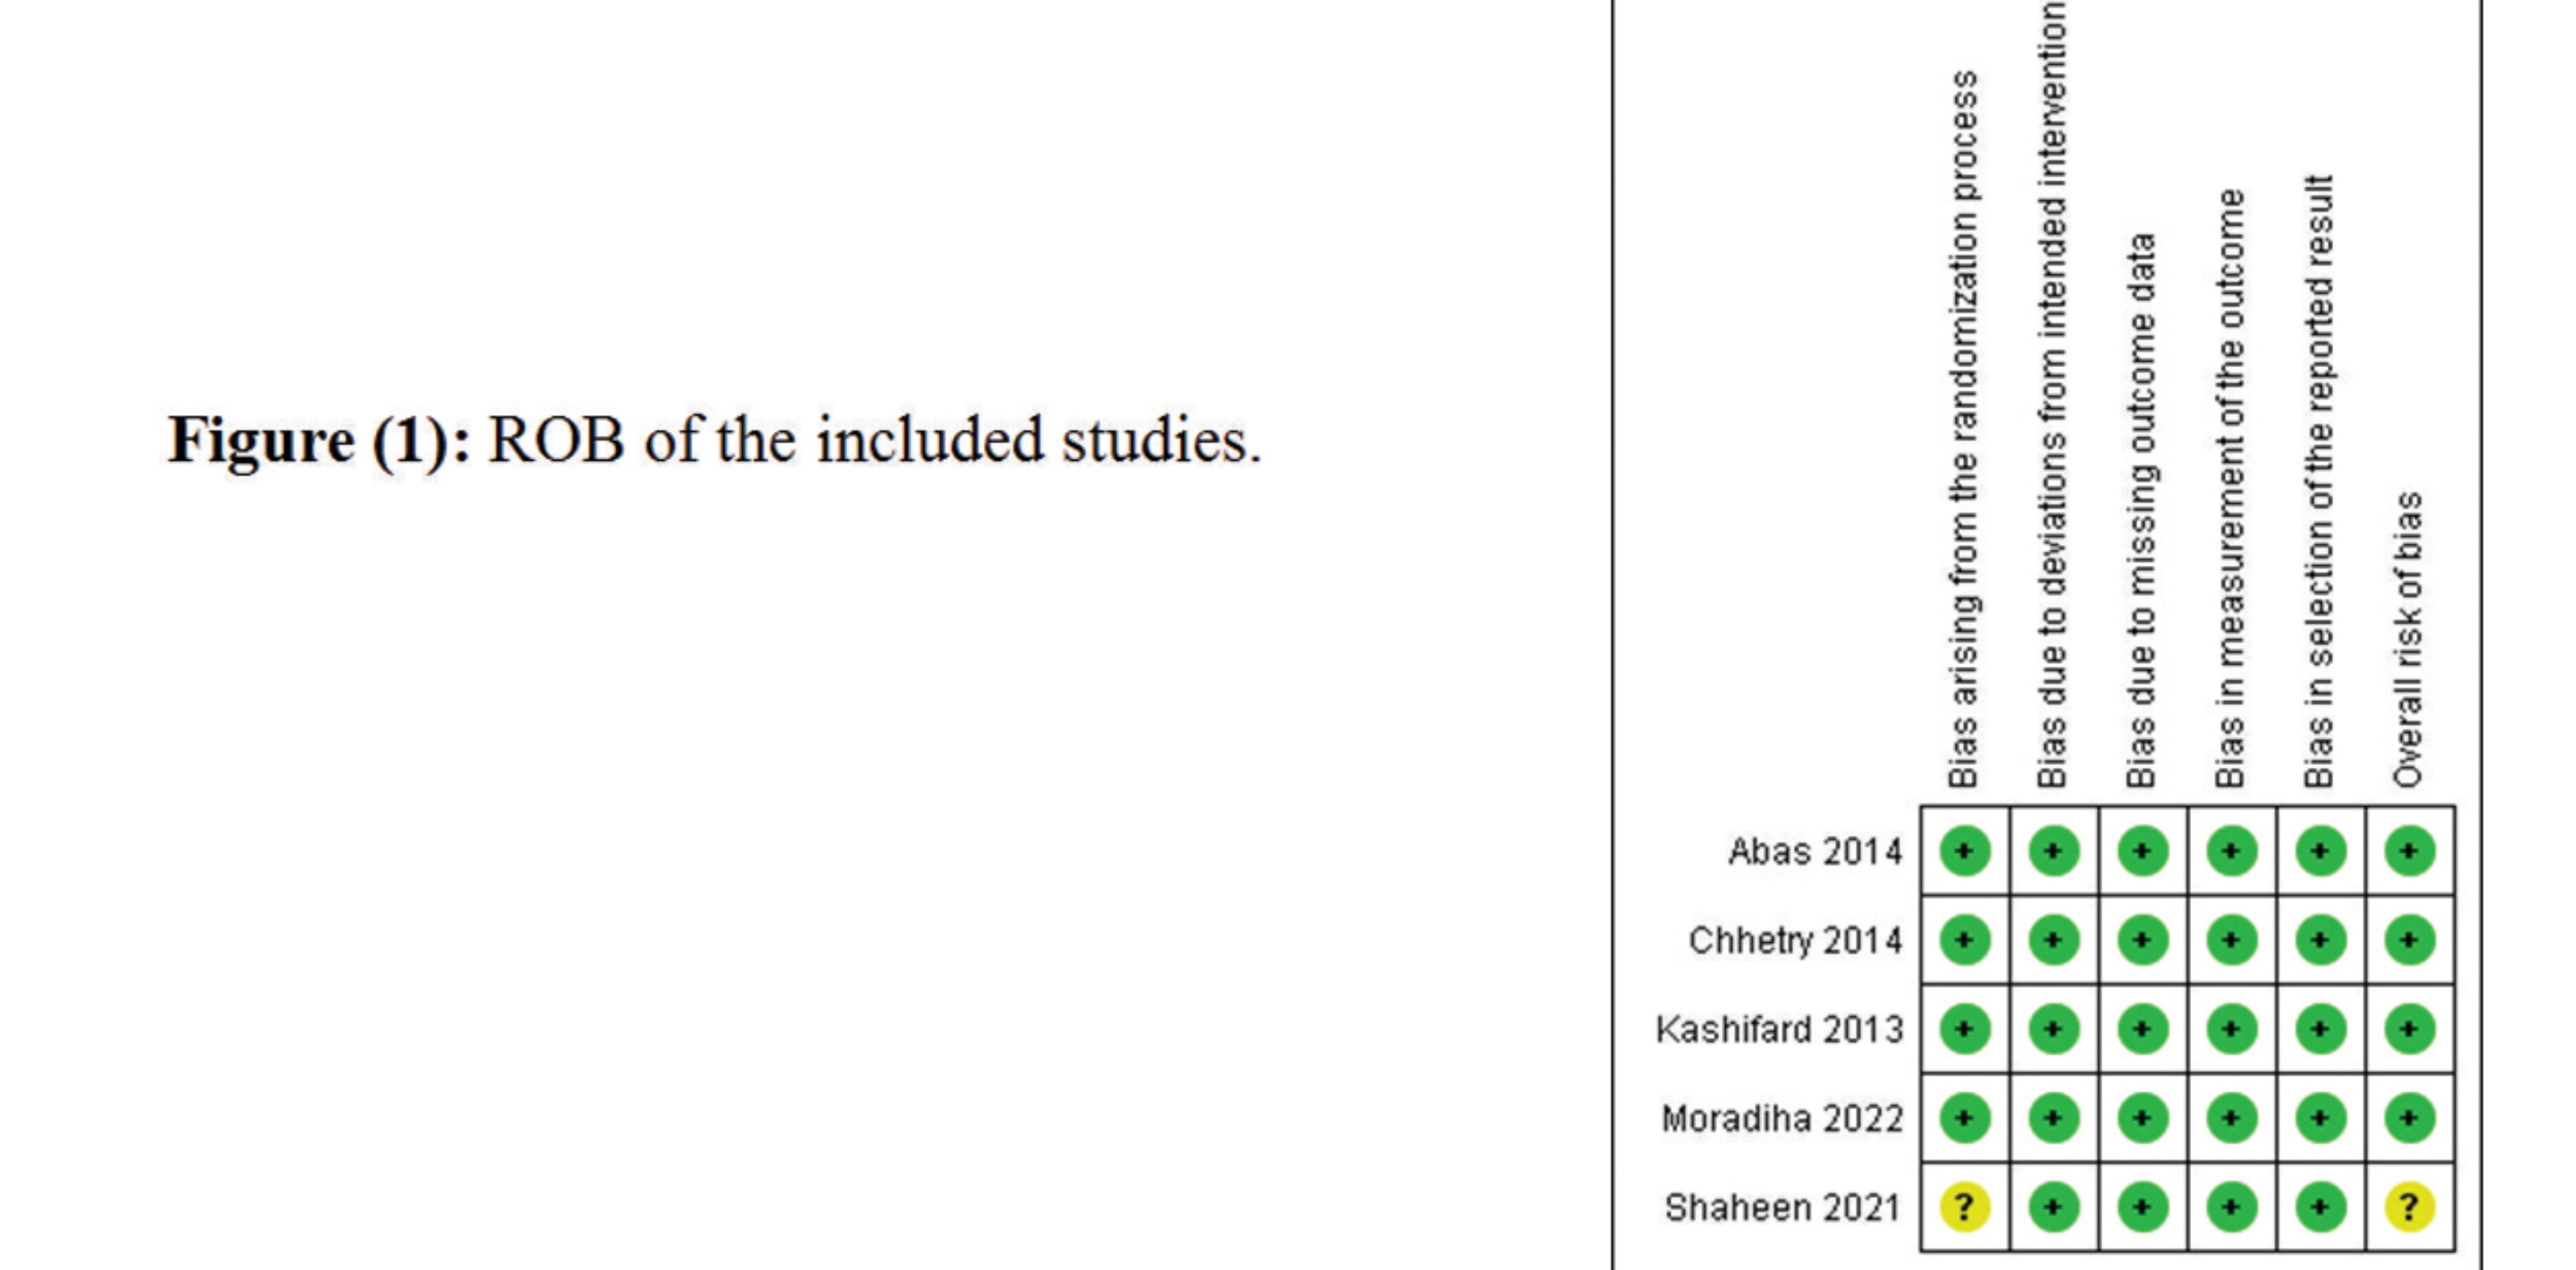 Figure (1): ROB of the included studies.
Bias arising from the randomization process
Bias due to deviations from intended intervention
Bias due to missing outcome data
Bias in measurement of the outcome
Bias in selection of the reported result
Overall risk of bias
Abas 2014 + + + + + +
Chhetry 2014 + + + + + +
Kashifard 2013 + + + + + +
Moradiha 2022 + + + + + +
Shaheen 2021 ? + + + + ?